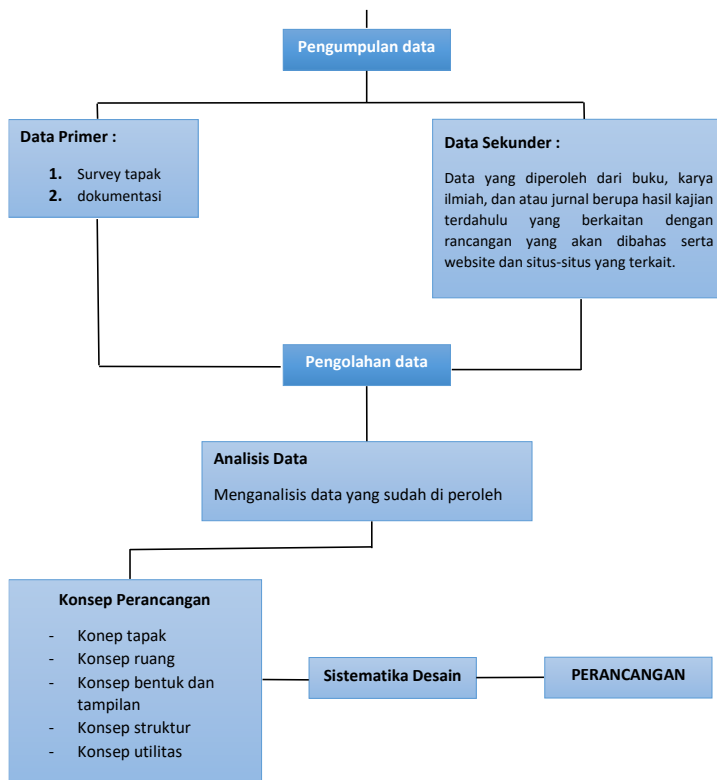 Pengumpulan data
Data Primer :
1. Survey tapak
2. dokumentasi
Data Sekunder :
Data yang diperoleh dari buku, karya
ilmiah, dan atau jurnal berupa hasil kajian
terdahulu yang berkaitan dengan
rancangan yang akan dibahas serta
website dan situs-situs yang terkait.
Pengolahan data
Analisis Data
Menganalisis data yang sudah di peroleh
Konsep Perancangan
- Konep tapak
- Konsep ruang
- Konsep bentuk dan
tampilan
- Konsep struktur
- Konsep utilitas
Sistematika Desain
PERANCANGAN